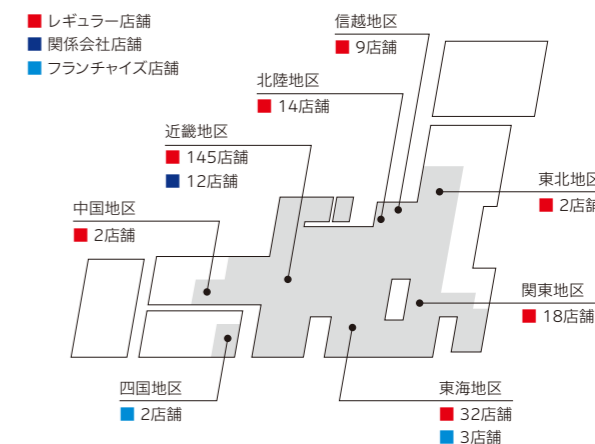 レギュラー店舗
関係会社店舗
フランチャイズ店舗
信越地区
9店舗
北陸地区
14店舗
近畿地区
145店舗
12店舗
中国地区
2店舗
東北地区
2店舗
関東地区
18店舗
四国地区
2店舗
東海地区
32店舗
3店舗